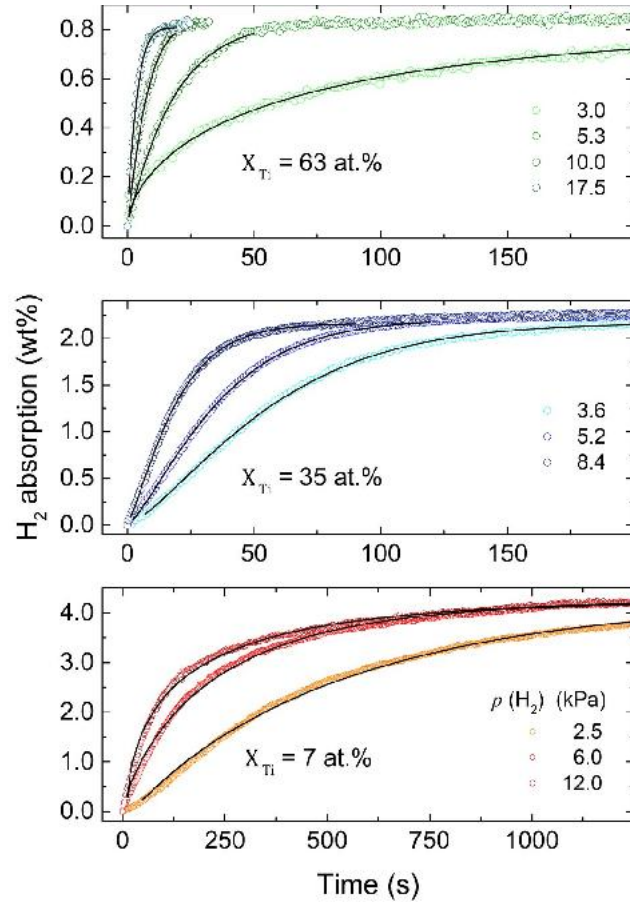 0.8
0.6
0.4
0.2
0.0
3.0
5.3
10.0
17.5
X_Ti = 63 at.%
0 50 100 150
H₂ absorption (wt%)
2.0
1.5
1.0
0.5
0.0
3.6
5.2
8.4
X_Ti = 35 at.%
0 50 100 150
4.0
3.0
2.0
1.0
0.0
p (H₂) (kPa)
2.5
6.0
12.0
X_Ti = 7 at.%
0 250 500 750 1000
Time (s)